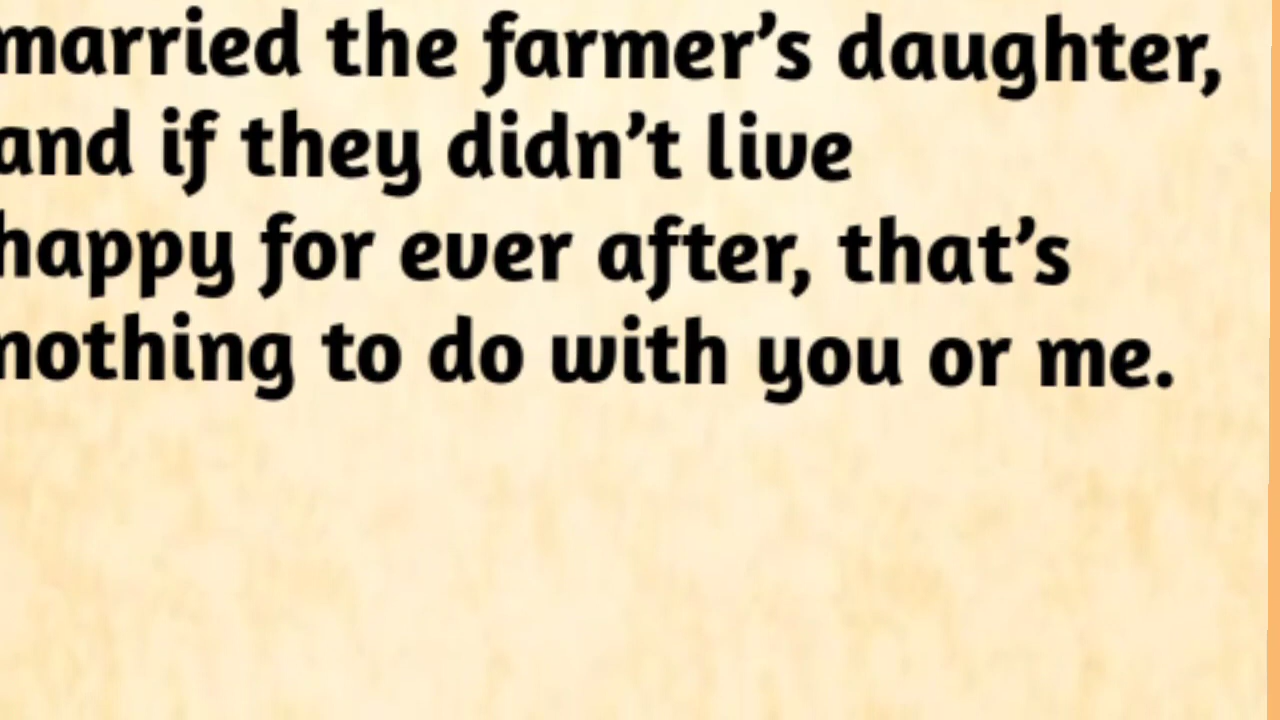 married the farmer’s daughter,
and if they didn’t live
happy for ever after, that’s
nothing to do with you or me.